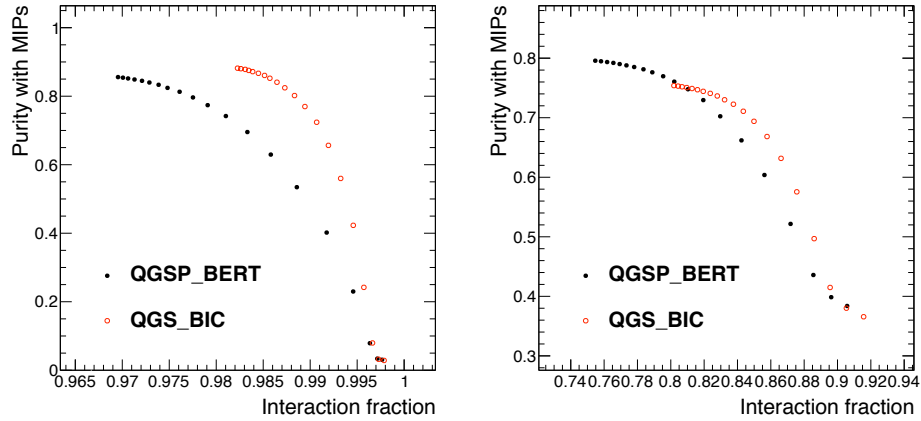 Purity with MIPs
1
0.8
0.6
0.4
0.2
0
QGSP_BERT
QGS_BIC
0.965 0.97 0.975 0.98 0.985 0.99 0.995 1
Interaction fraction
Purity with MIPs
0.8
0.7
0.6
0.5
0.4
0.3
QGSP_BERT
QGS_BIC
0.74 0.76 0.78 0.8 0.82 0.84 0.86 0.88 0.9 0.92 0.94
Interaction fraction